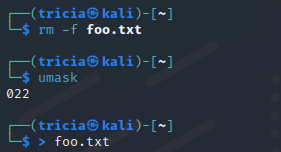 ┌──(tricia㉿kali)-[~]
└─$ rm -f foo.txt
┌──(tricia㉿kali)-[~]
└─$ umask
022
┌──(tricia㉿kali)-[~]
└─$ > foo.txt